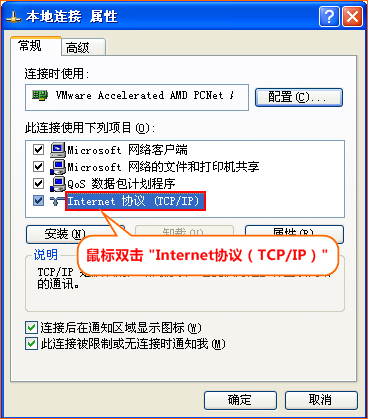 本地连接 属性
常规 高级
连接时使用:
VMware Accelerated AMD PCNet
配置(C)...
此连接使用下列项目(O):
Microsoft 网络客户端
Microsoft 网络的文件和打印机共享
QoS 数据包计划程序
Internet 协议 (TCP/IP)
安装(N) 卸载(U) 属性(R)
鼠标双击 "Internet协议(TCP/IP)"
说明
TCP/IP
的通讯。
连接后在通知区域显示图标(W)
此连接被限制或无连接时通知我(M)
确定 取消